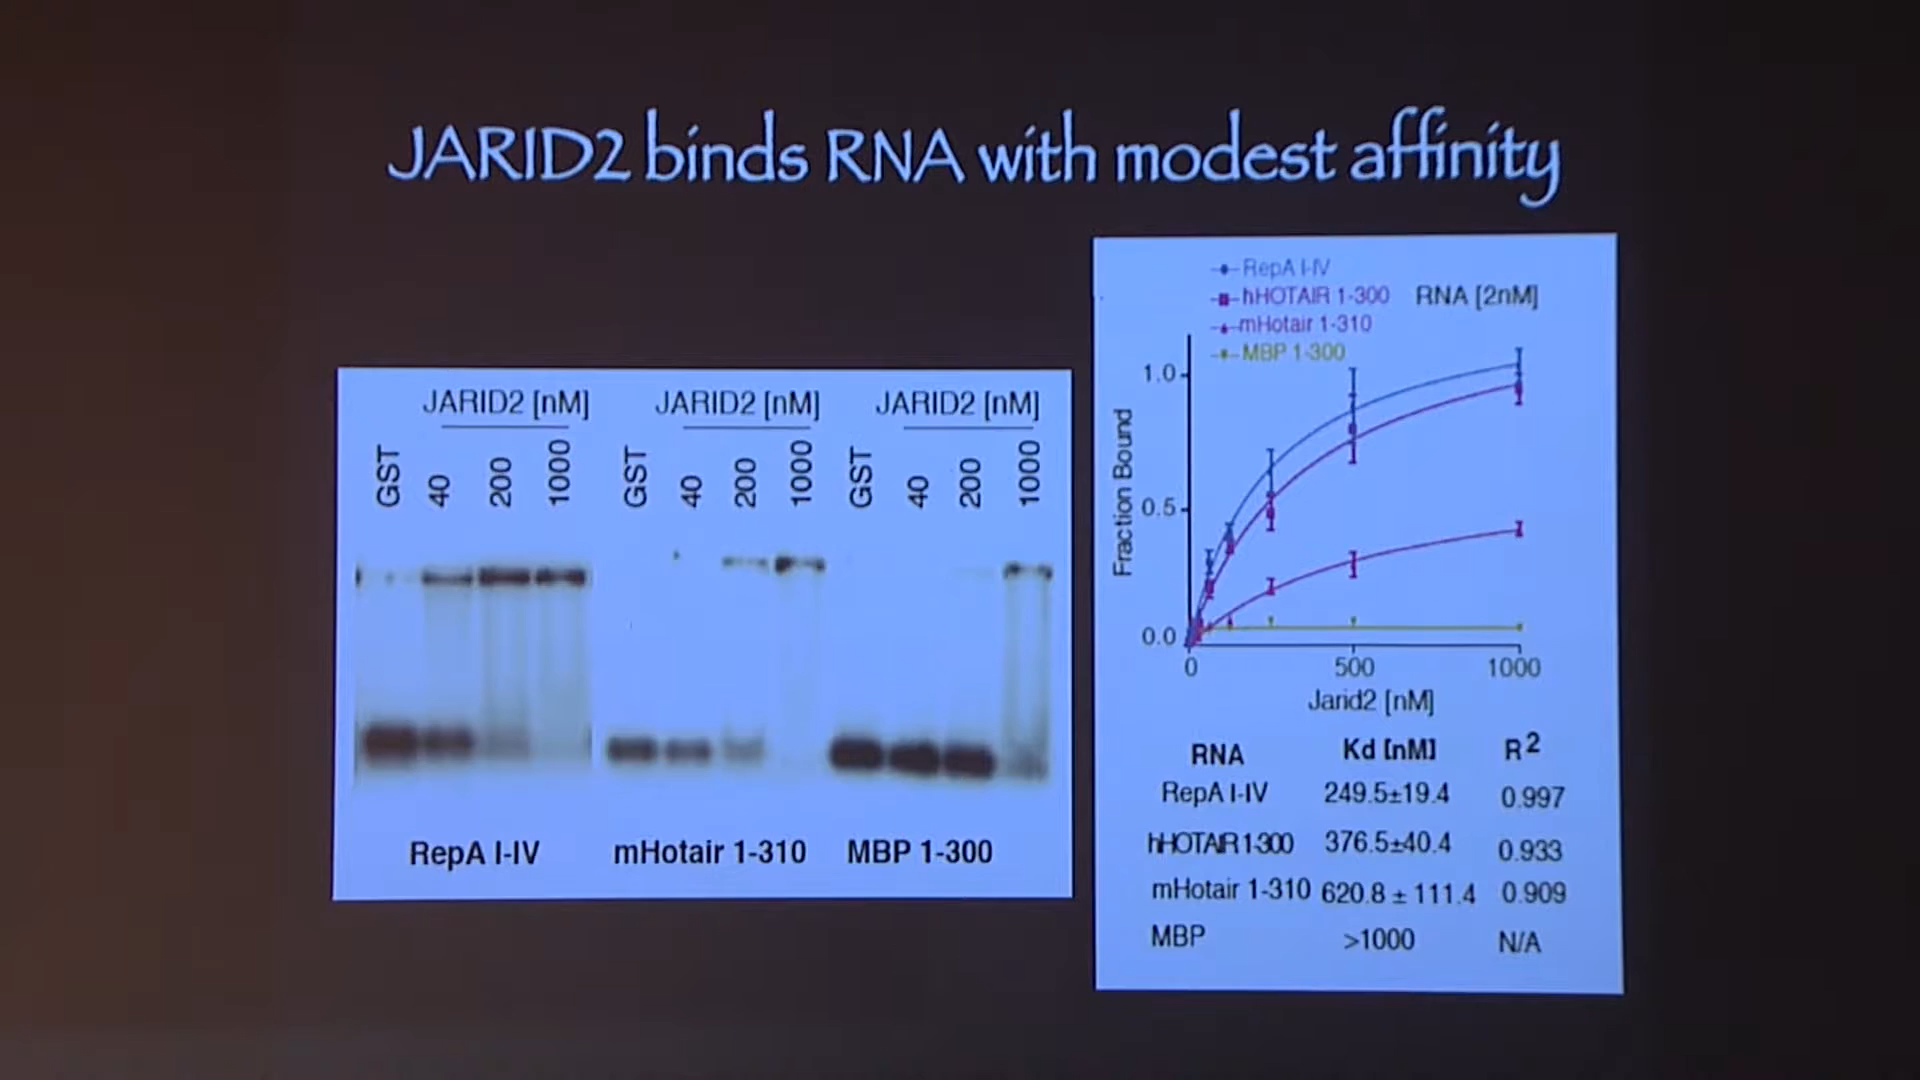 JARID2 binds RNA with modest affinity
JARID2 [nM] JARID2 [nM] JARID2 [nM]
GST 40 200 1000 GST 40 200 1000 GST 40 200 1000
RepA I-IV mHotair 1-310 MBP 1-300
RepA I-IV
hHOTAIR 1-300 RNA [2nM]
mHotair 1-310
MBP 1-300
Fraction Bound
1.0
0.5
0.0
0 500 1000
Jarid2 [nM]
RNA Kd [nM] R²
RepA I-IV 249.5±19.4 0.997
hHOTAIR 1-300 376.5±40.4 0.933
mHotair 1-310 620.8 ± 111.4 0.909
MBP >1000 N/A